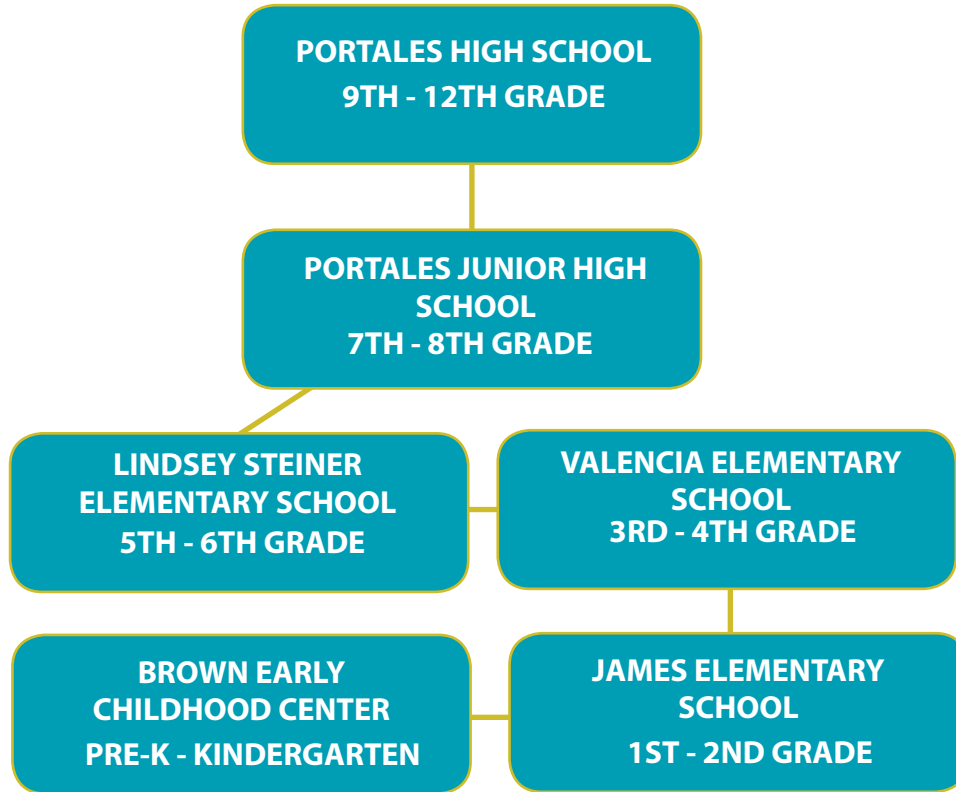 PORTALES HIGH SCHOOL
9TH - 12TH GRADE
PORTALES JUNIOR HIGH
SCHOOL
7TH - 8TH GRADE
LINDSEY STEINER
ELEMENTARY SCHOOL
5TH - 6TH GRADE
VALENCIA ELEMENTARY
SCHOOL
3RD - 4TH GRADE
BROWN EARLY
CHILDHOOD CENTER
PRE-K - KINDERGARTEN
JAMES ELEMENTARY
SCHOOL
1ST - 2ND GRADE